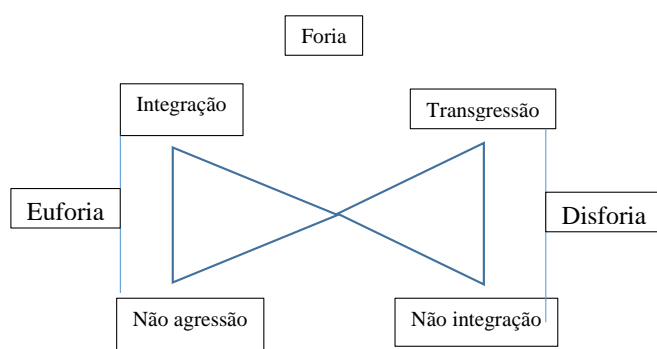 Foria
Integração
Transgressão
Euforia
Disforia
Não agressão
Não integração